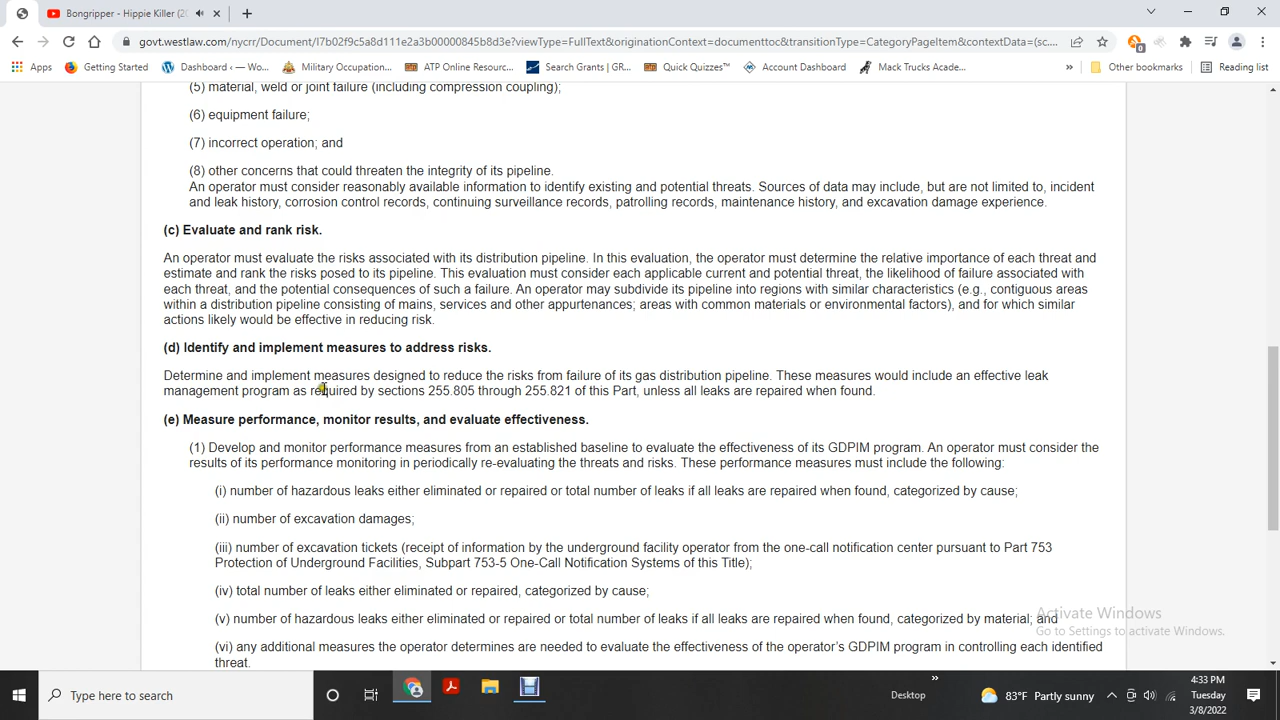 Bongripper - Hippie Killer (20
govt.westlaw.com/nycrr/Document/I7b02f9c5a8d111e2a3b00000845b8d3e?viewType=FullText&originationContext=documenttoc&transitionType=CategoryPageItem&contextData=(sc...
Apps Getting Started Dashboard ‹ — Wo... Military Occupation... ATP Online Resourc... Search Grants | GR... Quick Quizzes™ Account Dashboard Mack Trucks Acade... » Other bookmarks Reading list
(5) material, weld or joint failure (including compression coupling);
(6) equipment failure;
(7) incorrect operation; and
(8) other concerns that could threaten the integrity of its pipeline.
An operator must consider reasonably available information to identify existing and potential threats. Sources of data may include, but are not limited to, incident
and leak history, corrosion control records, continuing surveillance records, patrolling records, maintenance history, and excavation damage experience.
(c) Evaluate and rank risk.
An operator must evaluate the risks associated with its distribution pipeline. In this evaluation, the operator must determine the relative importance of each threat and
estimate and rank the risks posed to its pipeline. This evaluation must consider each applicable current and potential threat, the likelihood of failure associated with
each threat, and the potential consequences of such a failure. An operator may subdivide its pipeline into regions with similar characteristics (e.g., contiguous areas
within a distribution pipeline consisting of mains, services and other appurtenances; areas with common materials or environmental factors), and for which similar
actions likely would be effective in reducing risk.
(d) Identify and implement measures to address risks.
Determine and implement measures designed to reduce the risks from failure of its gas distribution pipeline. These measures would include an effective leak
management program as required by sections 255.805 through 255.821 of this Part, unless all leaks are repaired when found.
(e) Measure performance, monitor results, and evaluate effectiveness.
(1) Develop and monitor performance measures from an established baseline to evaluate the effectiveness of its GDPIM program. An operator must consider the
results of its performance monitoring in periodically re-evaluating the threats and risks. These performance measures must include the following:
(i) number of hazardous leaks either eliminated or repaired or total number of leaks if all leaks are repaired when found, categorized by cause;
(ii) number of excavation damages;
(iii) number of excavation tickets (receipt of information by the underground facility operator from the one-call notification center pursuant to Part 753
Protection of Underground Facilities, Subpart 753-5 One-Call Notification Systems of this Title);
(iv) total number of leaks either eliminated or repaired, categorized by cause;
(v) number of hazardous leaks either eliminated or repaired or total number of leaks if all leaks are repaired when found, categorized by material; and
(vi) any additional measures the operator determines are needed to evaluate the effectiveness of the operator's GDPIM program in controlling each identified
threat.
Activate Windows
Go to Settings to activate Windows.
Type here to search
Desktop
»
83°F Partly sunny
4:33 PM
Tuesday
3/8/2022